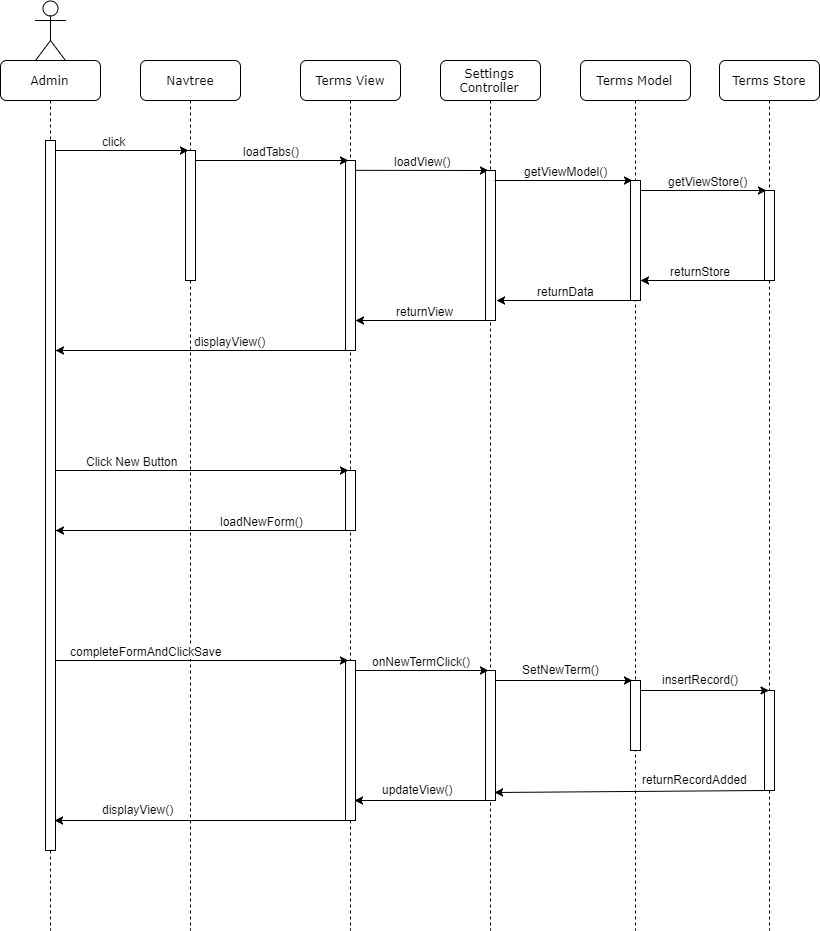 Admin
Navtree
Terms View
Settings
Controller
Terms Model
Terms Store
click
loadTabs()
loadView()
getViewModel()
getViewStore()
returnStore
returnData
returnView
displayView()
Click New Button
loadNewForm()
completeFormAndClickSave
onNewTermClick()
SetNewTerm()
insertRecord()
returnRecordAdded
updateView()
displayView()